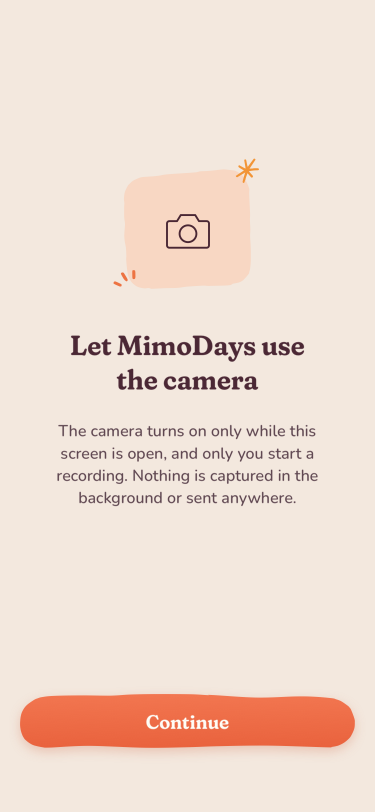 Let MimoDays use
the camera
The camera turns on only while this
screen is open, and only you start a
recording. Nothing is captured in the
background or sent anywhere.
Continue